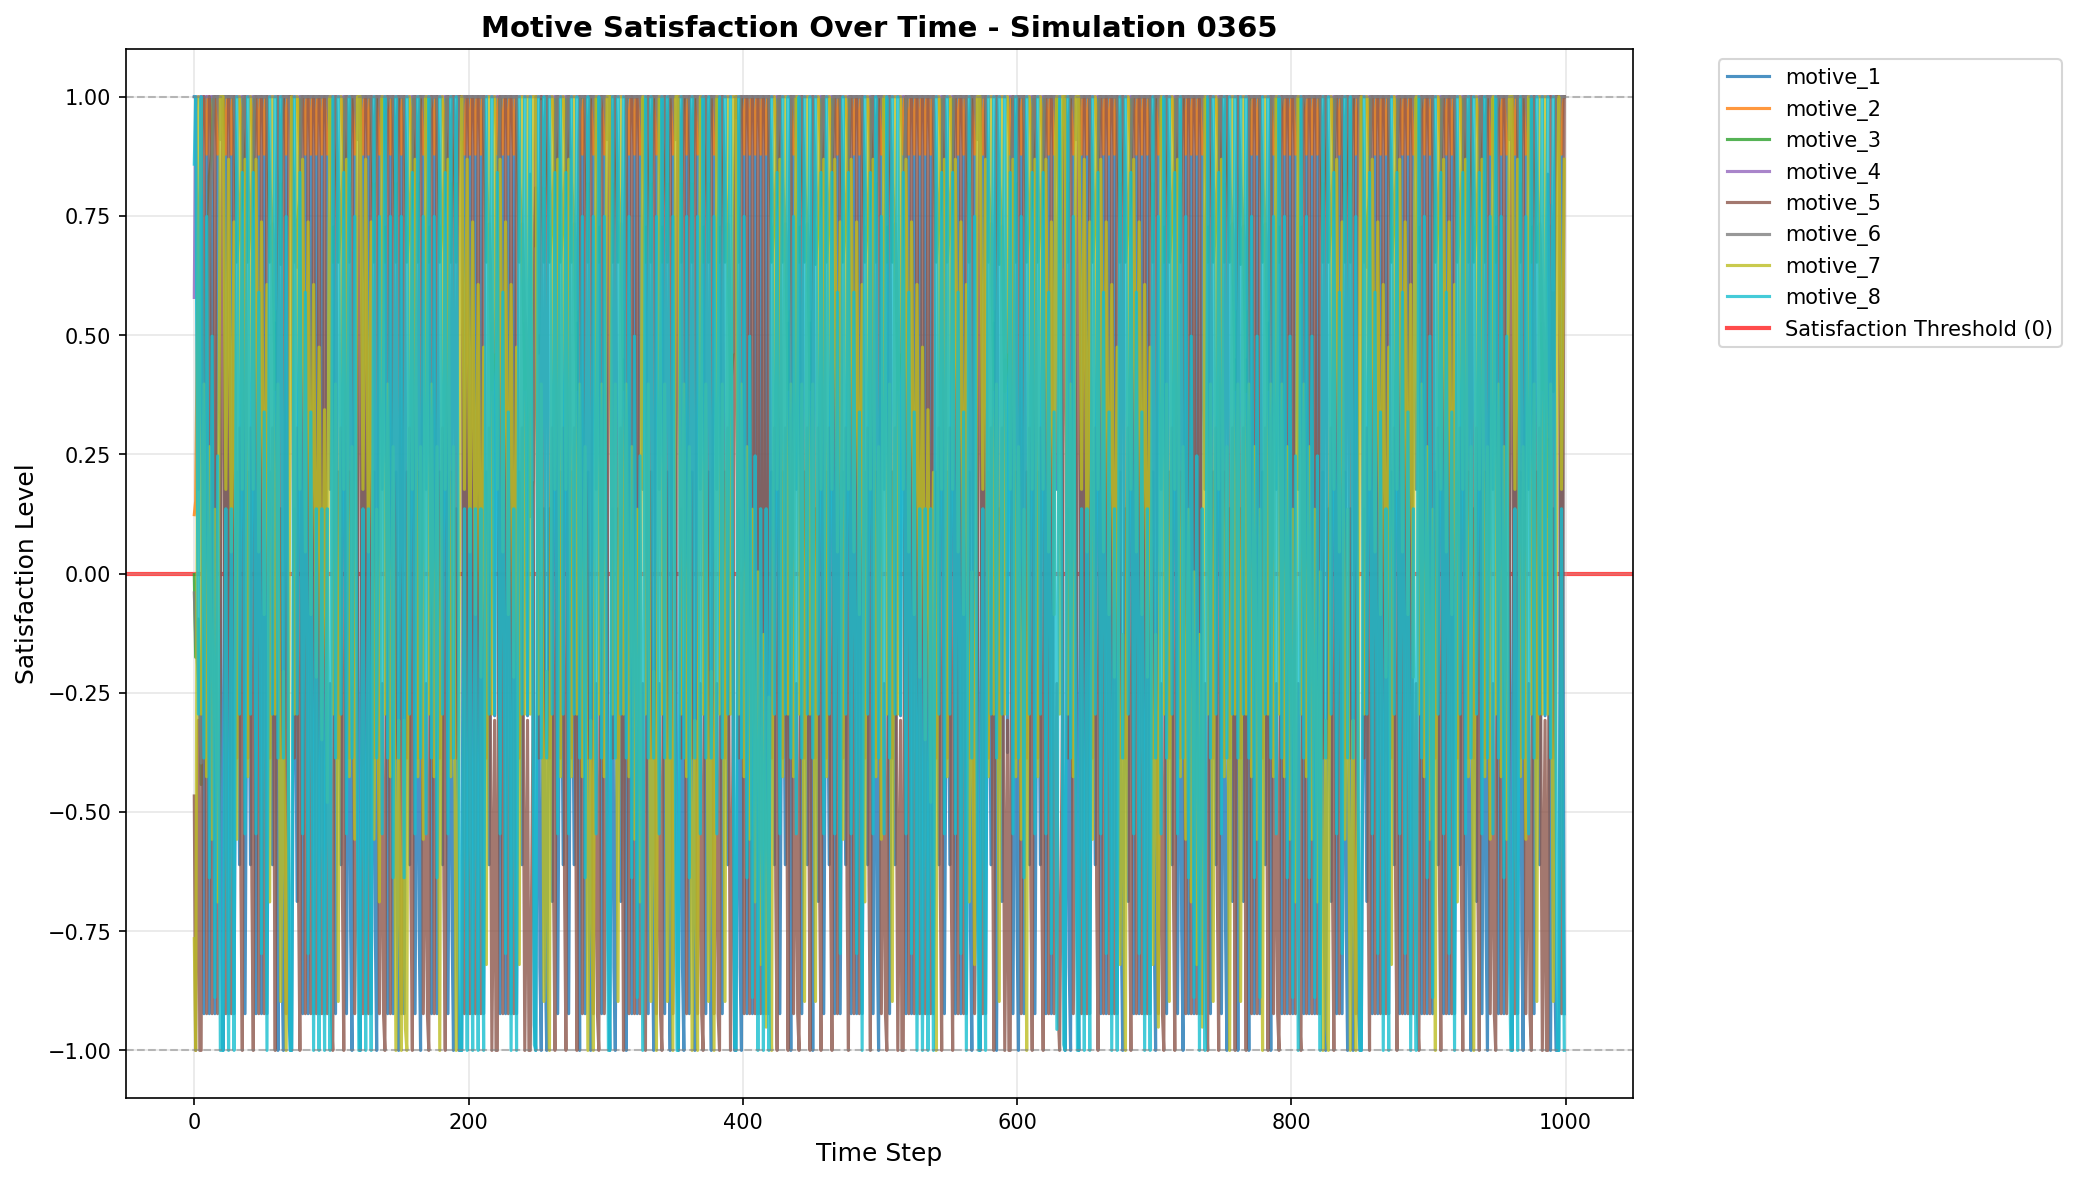 Motive Satisfaction Over Time - Simulation 0365
1.00
0.75
0.50
0.25
0.00
−0.25
−0.50
−0.75
−1.00
Satisfaction Level
0
200
400
600
800
1000
Time Step
motive_1
motive_2
motive_3
motive_4
motive_5
motive_6
motive_7
motive_8
Satisfaction Threshold (0)